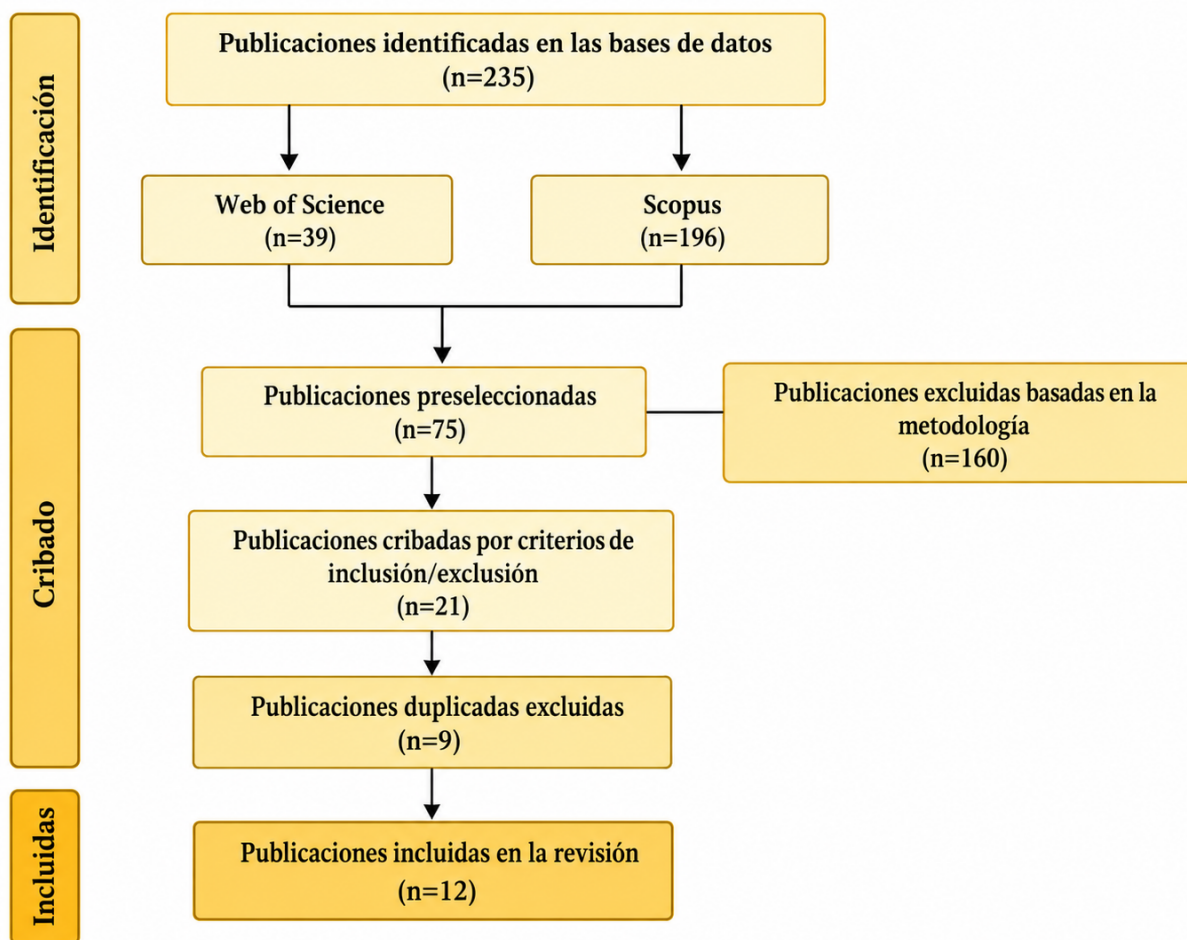 Identificación
Publicaciones identificadas en las bases de datos
(n=235)
Web of Science
(n=39)
Scopus
(n=196)
Cribado
Publicaciones preseleccionadas
(n=75)
Publicaciones excluidas basadas en la
metodología
(n=160)
Publicaciones cribadas por criterios de
inclusión/exclusión
(n=21)
Publicaciones duplicadas excluidas
(n=9)
Incluidas
Publicaciones incluidas en la revisión
(n=12)